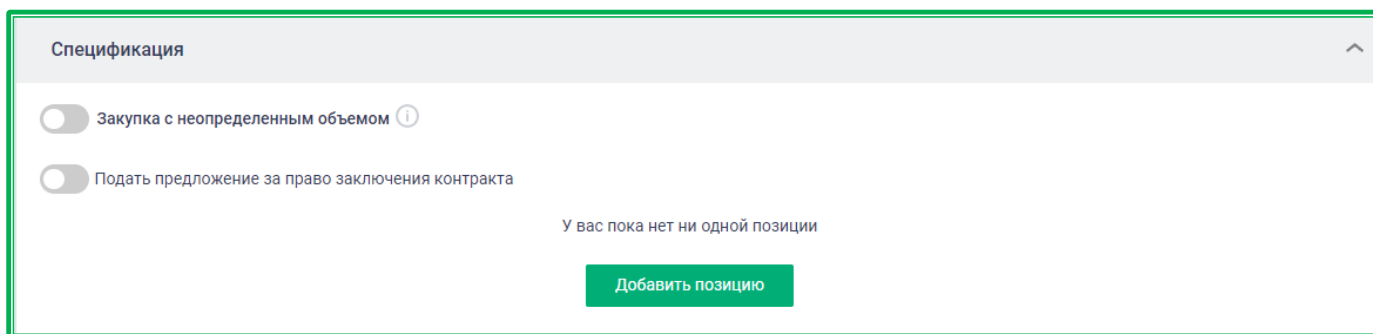 Спецификация
Закупка с неопределенным объемом
Подать предложение за право заключения контракта
У вас пока нет ни одной позиции
Добавить позицию